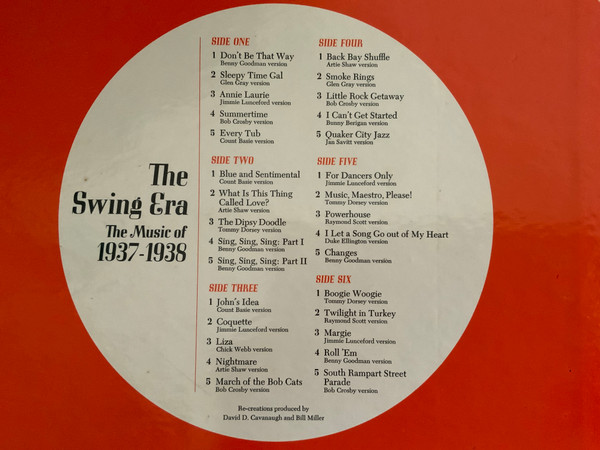 The
Swing Era
The Music of
1937-1938
SIDE ONE
1 Don't Be That Way
Benny Goodman version
2 Sleepy Time Gal
Glen Gray version
3 Annie Laurie
Jimmie Lunceford version
4 Summertime
Bob Crosby version
5 Every Tub
Count Basie version
SIDE TWO
1 Blue and Sentimental
Count Basie version
2 What Is This Thing
Called Love?
Artie Shaw version
3 The Dipsy Doodle
Tommy Dorsey version
4 Sing, Sing, Sing: Part I
Benny Goodman version
5 Sing, Sing, Sing: Part II
Benny Goodman version
SIDE THREE
1 John's Idea
Count Basie version
2 Coquette
Jimmie Lunceford version
3 Liza
Chick Webb version
4 Nightmare
Artie Shaw version
5 March of the Bob Cats
Bob Crosby version
SIDE FOUR
1 Back Bay Shuffle
Artie Shaw version
2 Smoke Rings
Glen Gray version
3 Little Rock Getaway
Bob Crosby version
4 I Can't Get Started
Bunny Berigan version
5 Quaker City Jazz
Jan Savitt version
SIDE FIVE
1 For Dancers Only
Jimmie Lunceford version
2 Music, Maestro, Please!
Tommy Dorsey version
3 Powerhouse
Raymond Scott version
4 I Let a Song Go out of My Heart
Duke Ellington version
5 Changes
Benny Goodman version
SIDE SIX
1 Boogie Woogie
Tommy Dorsey version
2 Twilight in Turkey
Raymond Scott version
3 Margie
Jimmie Lunceford version
4 Roll 'Em
Benny Goodman version
5 South Rampart Street
Parade
Bob Crosby version
Re-creations produced by
David D. Cavanaugh and Bill Miller